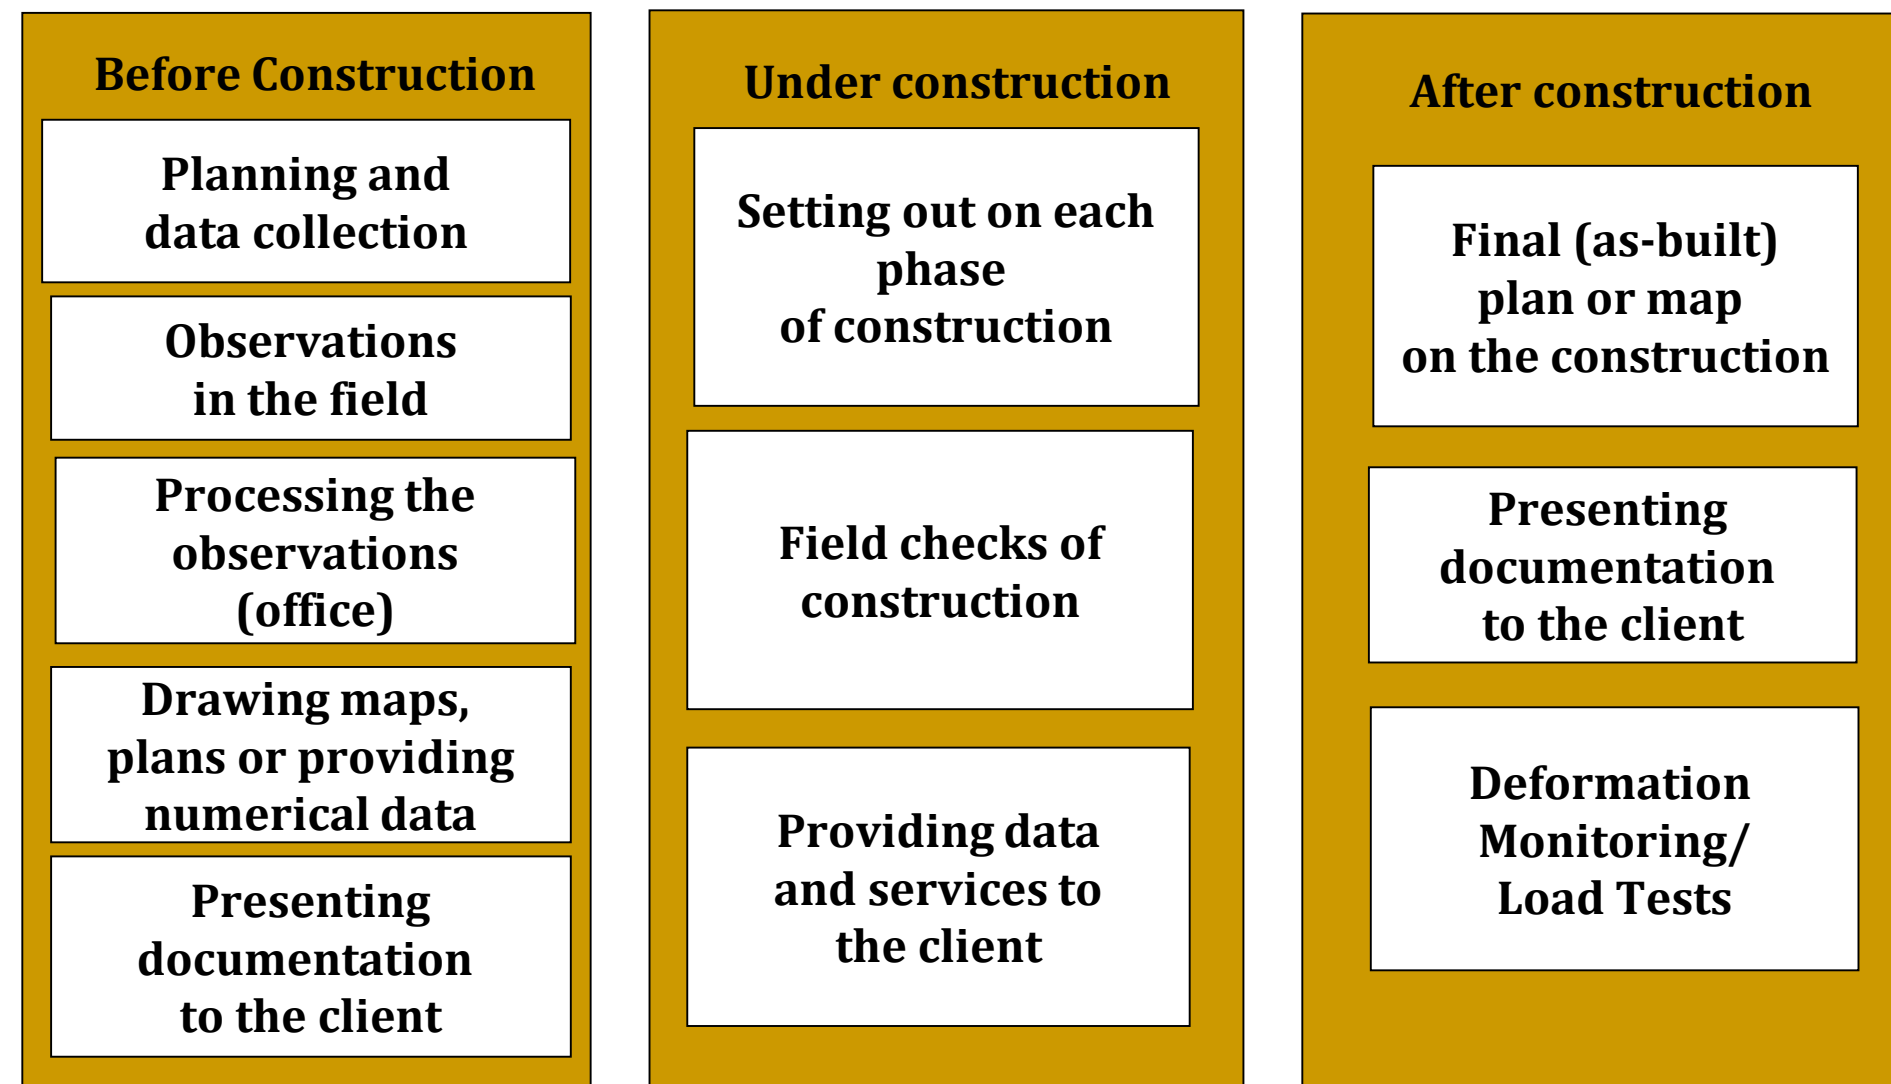 Before Construction
Planning and
data collection
Observations
in the field
Processing the
observations
(office)
Drawing maps,
plans or providing
numerical data
Presenting
documentation
to the client
Under construction
Setting out on each
phase
of construction
Field checks of
construction
Providing data
and services to
the client
After construction
Final (as-built)
plan or map
on the construction
Presenting
documentation
to the client
Deformation
Monitoring/
Load Tests